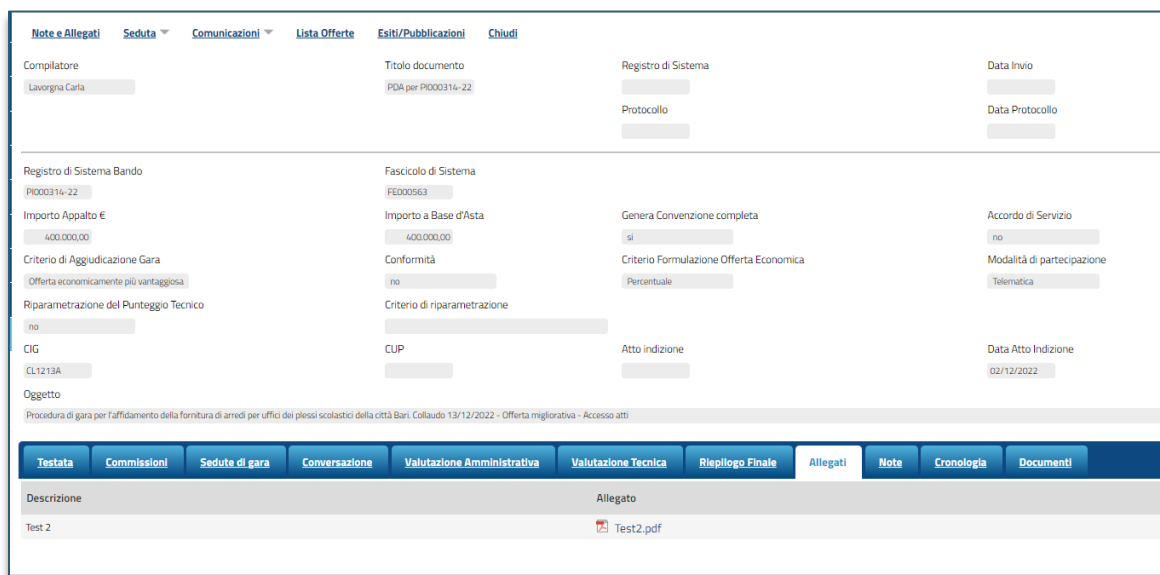 Note e Allegati Seduta Comunicazioni Lista Offerte Esiti/Pubblicazioni Chiudi
Compilatore Titolo documento Registro di Sistema Data Invio
Lavorgna Carla PDA per PI000314-22
Protocollo Data Protocollo
Registro di Sistema Bando Fascicolo di Sistema
PI000314-22 FE000563
Importo Appalto € Importo a Base d'Asta Genera Convenzione completa Accordo di Servizio
400.000,00 400.000,00 si no
Criterio di Aggiudicazione Gara Conformità Criterio Formulazione Offerta Economica Modalità di partecipazione
Offerta economicamente più vantaggiosa no Percentuale Telematica
Riparametrazione del Punteggio Tecnico Criterio di riparametrazione
no
CIG CUP Atto indizione Data Atto Indizione
CL1213A 02/12/2022
Oggetto
Procedura di gara per l'affidamento della fornitura di arredi per uffici dei plessi scolastici della città Bari. Collaudo 13/12/2022 - Offerta migliorativa - Accesso atti
Testata Commissioni Sedute di gara Conversazione Valutazione Amministrativa Valutazione Tecnica Riepilogo Finale Allegati Note Cronologia Documenti
Descrizione Allegato
Test 2 Test2.pdf